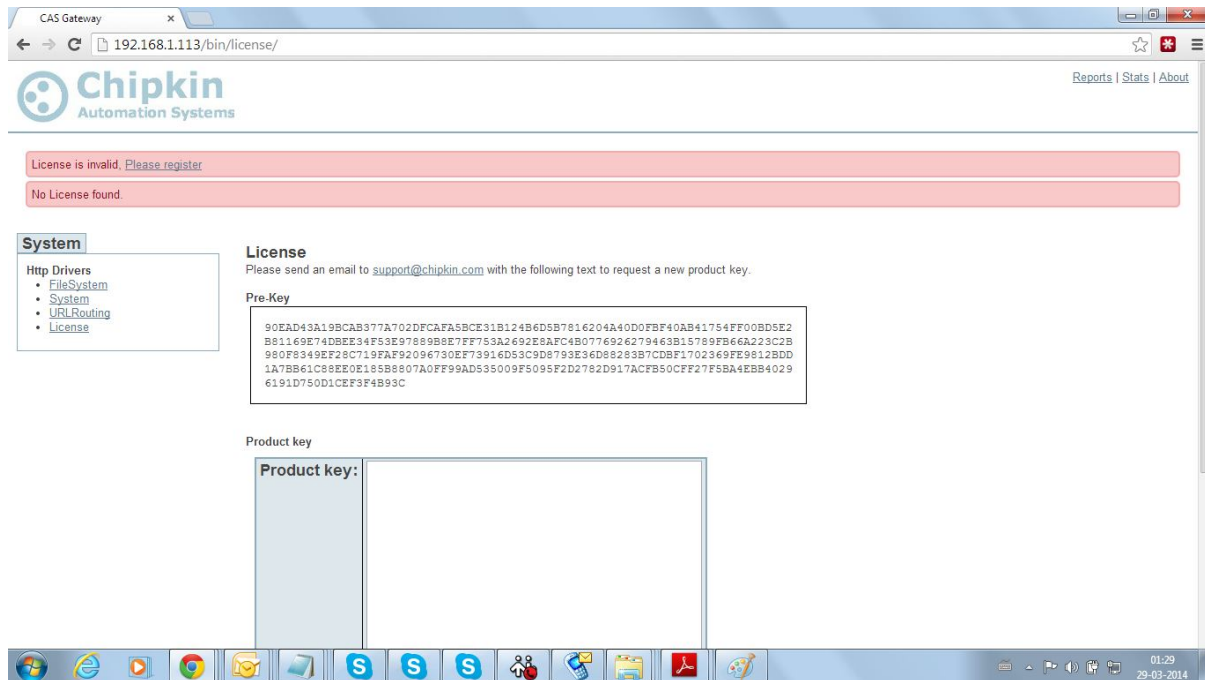 CAS Gateway
192.168.1.113/bin/license/
Chipkin
Automation Systems
Reports | Stats | About
License is invalid, Please register
No License found.
System
Http Drivers
FileSystem
System
URLRouting
License
License
Please send an email to support@chipkin.com with the following text to request a new product key.
Pre-Key
90EAD43A19BCAB377A702DFCAFA5BCE31B124B6D5B7816204A40D0FBF40AB41754FF00BD5E2
B81169E74DBEE34F53E97889B8E7FF753A2692E8AFC4B0776926279463B15789FB66A223C2B
980F8349EF28C719FAF92096730EF73916D53C9D8793E36D88283B7CDBF1702369FE9812BDD
1A7BB61C88EE0E185B8807A0FF99AD535009F5095F2D2782D917ACFB50CFF27F5BA4EBB4029
6191D750D1CEF3F4B93C
Product key
Product key:
01:29
29-03-2014